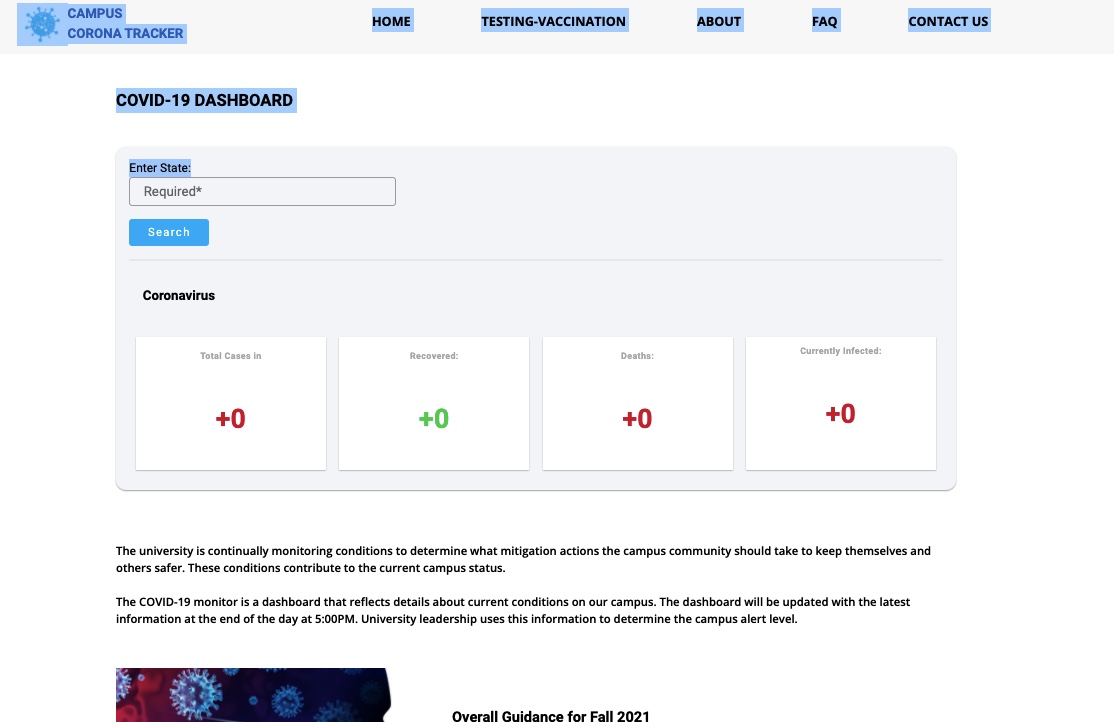 CAMPUS
CORONA TRACKER
HOME TESTING-VACCINATION ABOUT FAQ CONTACT US
COVID-19 DASHBOARD
Enter State:
Required*
Search
Coronavirus
Total Cases in Recovered: Deaths: Currently Infected:
+0 +0 +0 +0
The university is continually monitoring conditions to determine what mitigation actions the campus community should take to keep themselves and
others safer. These conditions contribute to the current campus status.
The COVID-19 monitor is a dashboard that reflects details about current conditions on our campus. The dashboard will be updated with the latest
information at the end of the day at 5:00PM. University leadership uses this information to determine the campus alert level.
Overall Guidance for Fall 2021